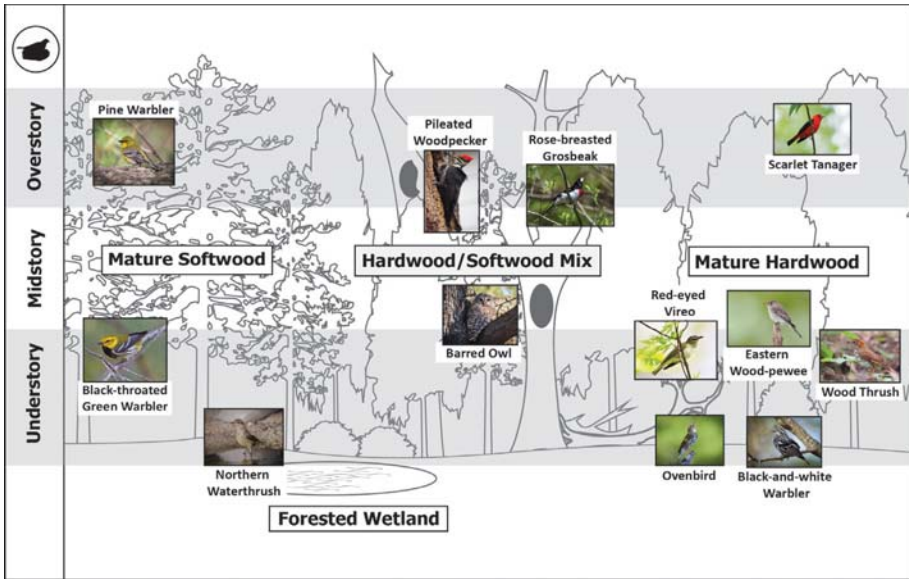 Overstory
Midstory
Understory
Pine Warbler
Pileated
Woodpecker
Rose-breasted
Grosbeak
Scarlet Tanager
Mature Softwood
Hardwood/Softwood Mix
Mature Hardwood
Black-throated
Green Warbler
Barred Owl
Red-eyed
Vireo
Eastern
Wood-pewee
Wood Thrush
Northern
Waterthrush
Ovenbird
Black-and-white
Warbler
Forested Wetland